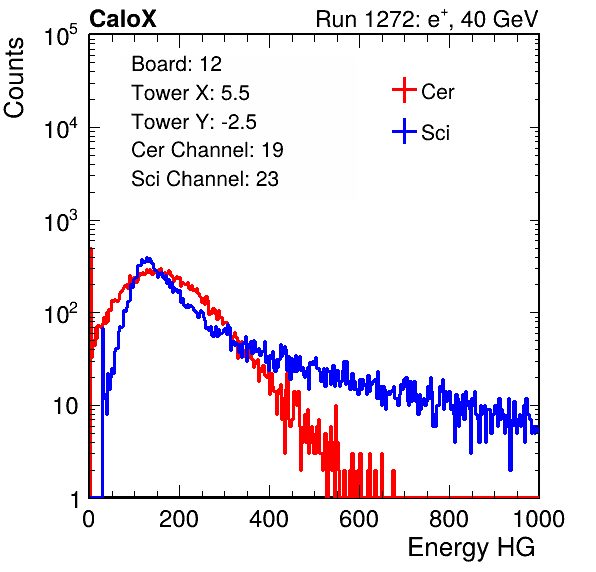 CaloX Run 1272: e⁺, 40 GeV
Counts
10⁵
10⁴
10³
10²
10
1
Board: 12
Tower X: 5.5
Tower Y: -2.5
Cer Channel: 19
Sci Channel: 23
Cer
Sci
0 200 400 600 800 1000
Energy HG